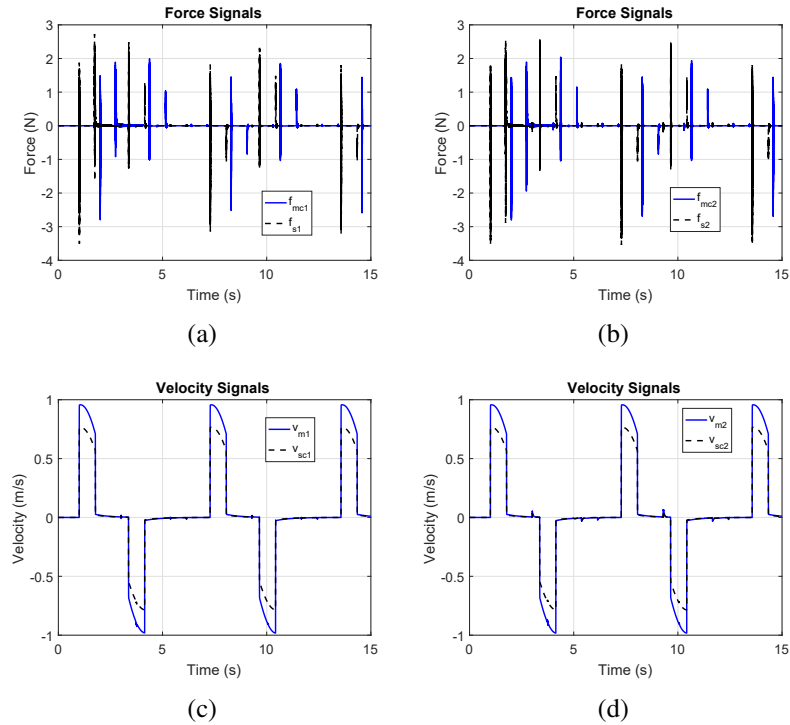 Force Signals
3
2
1
0
-1
-2
-3
-4
Force (N)
f_mc1
f_s1
0
5
10
15
Time (s)
(a)
Force Signals
3
2
1
0
-1
-2
-3
-4
Force (N)
f_mc2
f_s2
0
5
10
15
Time (s)
(b)
Velocity Signals
1
0.5
0
-0.5
-1
Velocity (m/s)
v_m1
v_sc1
0
5
10
15
Time (s)
(c)
Velocity Signals
1
0.5
0
-0.5
-1
Velocity (m/s)
v_m2
v_sc2
0
5
10
15
Time (s)
(d)